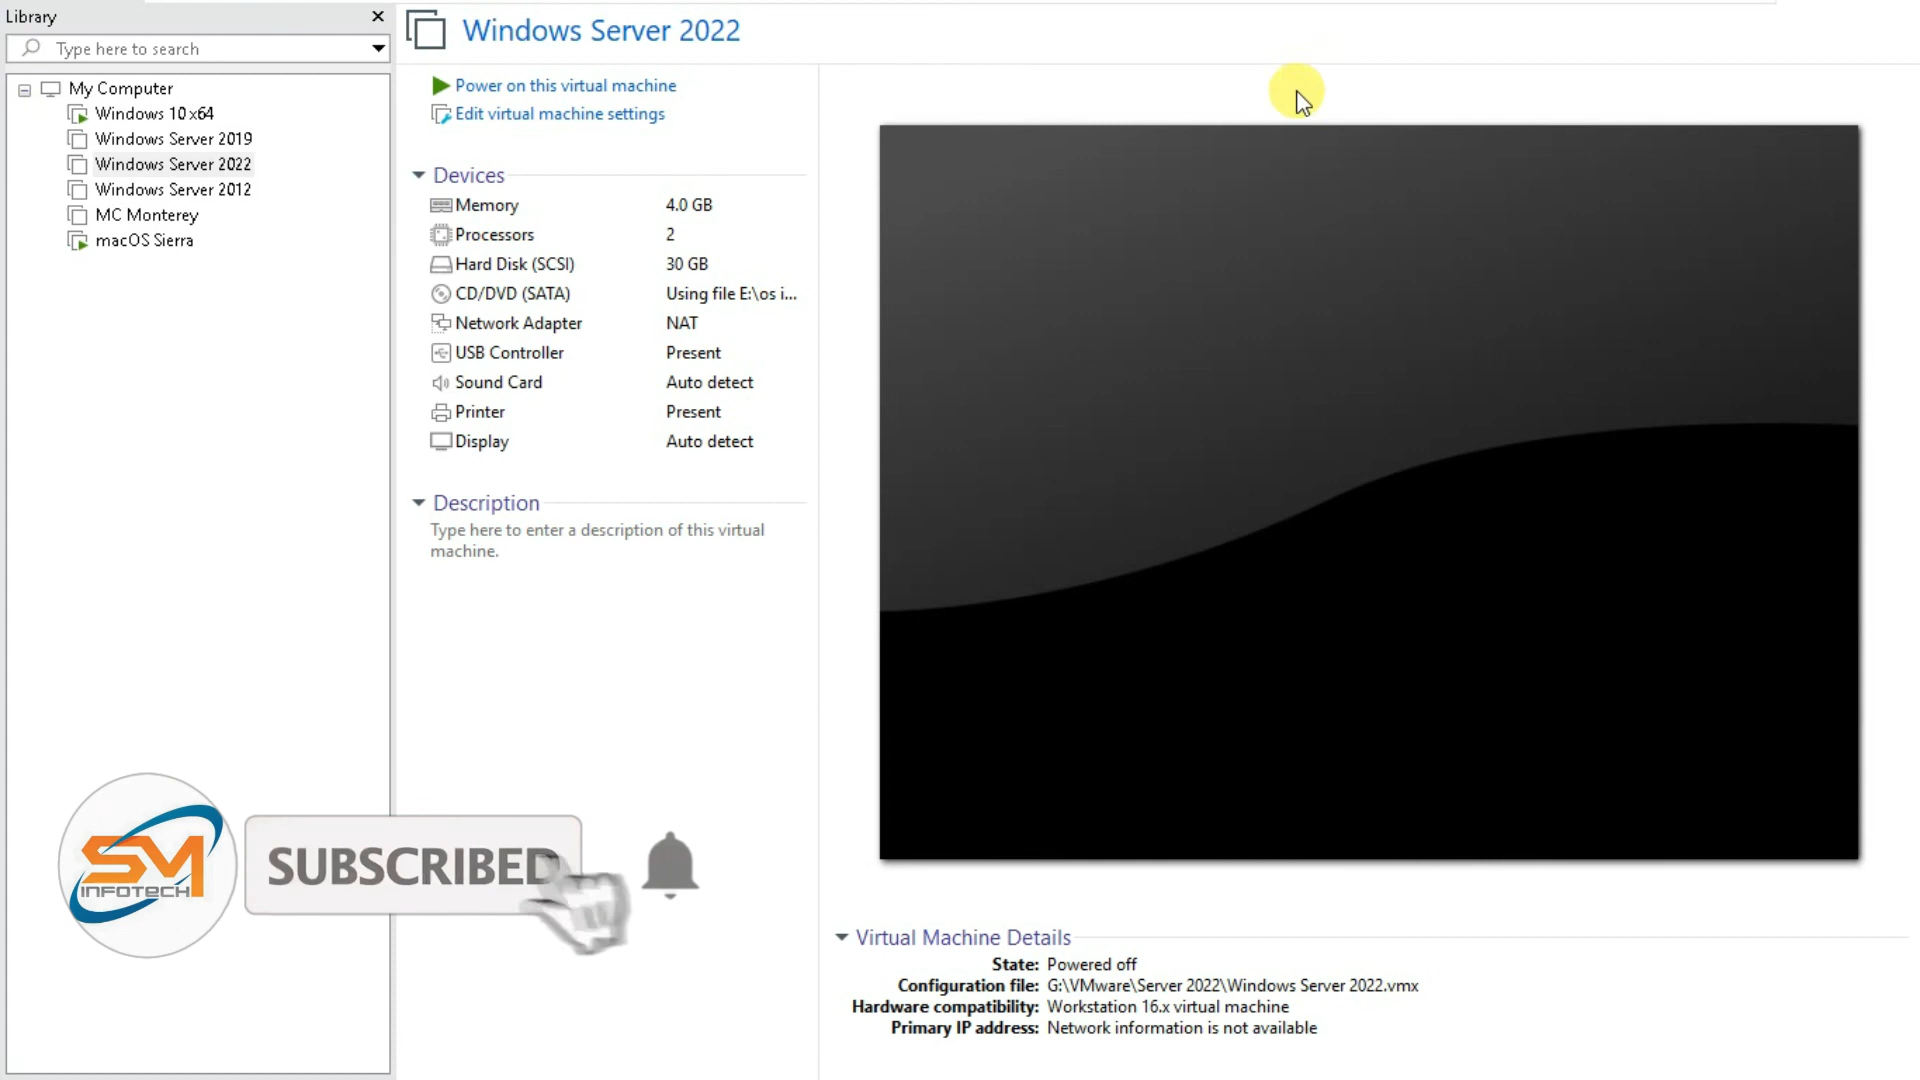 Library
Type here to search
My Computer
Windows 10 x64
Windows Server 2019
Windows Server 2022
Windows Server 2012
MC Monterey
macOS Sierra
Windows Server 2022
Power on this virtual machine
Edit virtual machine settings
Devices
Memory 4.0 GB
Processors 2
Hard Disk (SCSI) 30 GB
CD/DVD (SATA) Using file E:\os i...
Network Adapter NAT
USB Controller Present
Sound Card Auto detect
Printer Present
Display Auto detect
Description
Type here to enter a description of this virtual
machine.
SM
INFOTECH
SUBSCRIBED
Virtual Machine Details
State: Powered off
Configuration file: G:\VMware\Server 2022\Windows Server 2022.vmx
Hardware compatibility: Workstation 16.x virtual machine
Primary IP address: Network information is not available